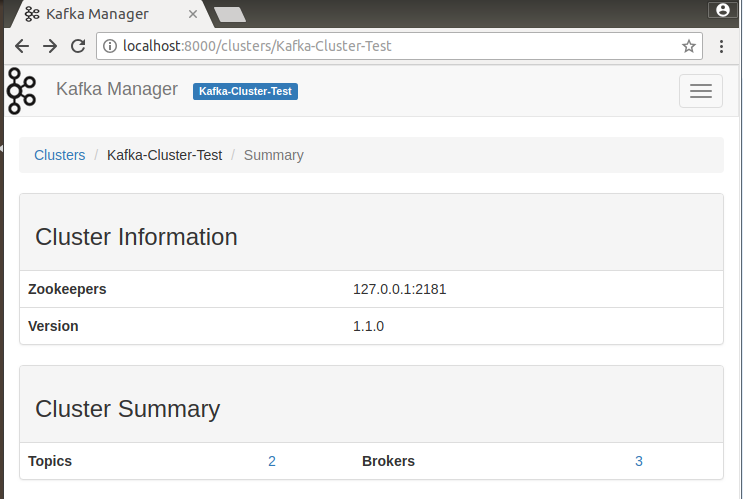 Kafka Manager
localhost:8000/clusters/Kafka-Cluster-Test
Kafka Manager Kafka-Cluster-Test
Clusters / Kafka-Cluster-Test / Summary
Cluster Information
Zookeepers 127.0.0.1:2181
Version 1.1.0
Cluster Summary
Topics 2 Brokers 3